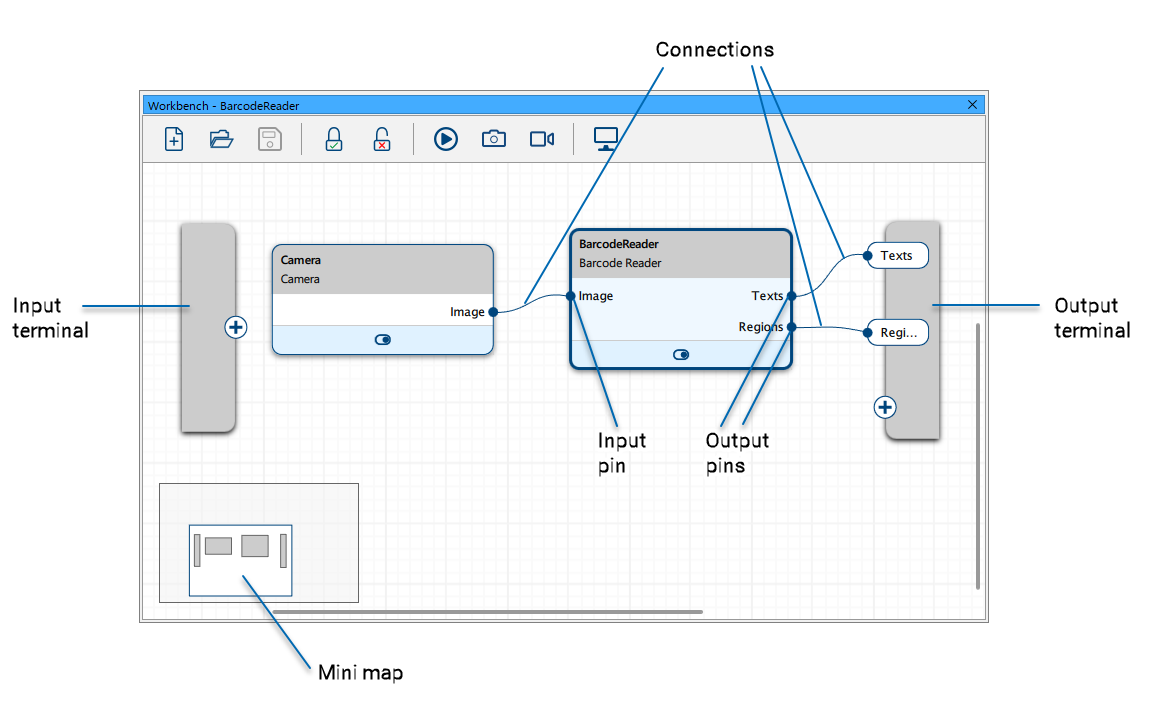 Connections
Workbench - BarcodeReader
BarcodeReader
Barcode Reader
Camera
Camera
Texts
Image
Image
Texts
Input
terminal
Output
terminal
Regions
Regi...
Input
pin
Output
pins
Mini map